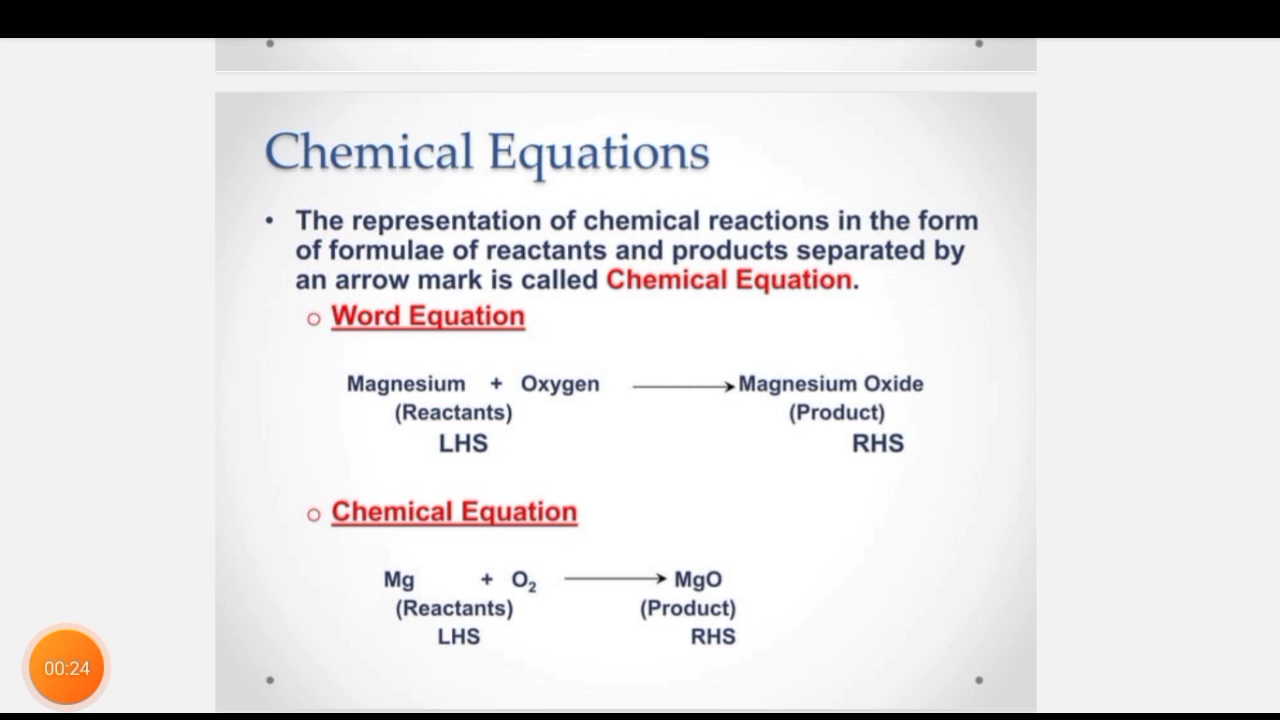 Chemical Equations
• The representation of chemical reactions in the form
of formulae of reactants and products separated by
an arrow mark is called Chemical Equation.
o Word Equation
Magnesium + Oxygen → Magnesium Oxide
(Reactants) (Product)
LHS RHS
o Chemical Equation
Mg + O₂ → MgO
(Reactants) (Product)
LHS RHS
00:24